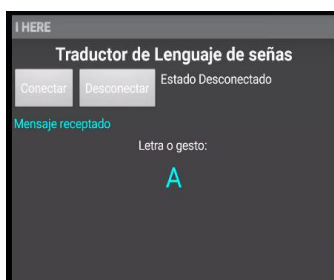 I HERE
Traductor de Lenguaje de señas
Conectar Desconectar Estado Desconectado
Mensaje receptado
Letra o gesto:
A